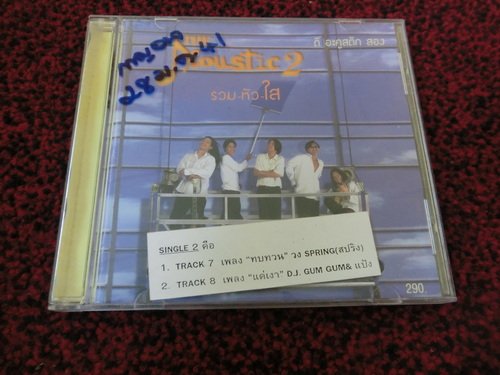 Acoustic 2
ดิ อะคูสติก สอง
รวม·หัว·ใส
SINGLE 2 คือ
1. TRACK 7 เพลง "ทบทวน" วง SPRING(สปริง)
2. TRACK 8 เพลง "แค่เงา" D.J. GUM GUM& แป้ง
290